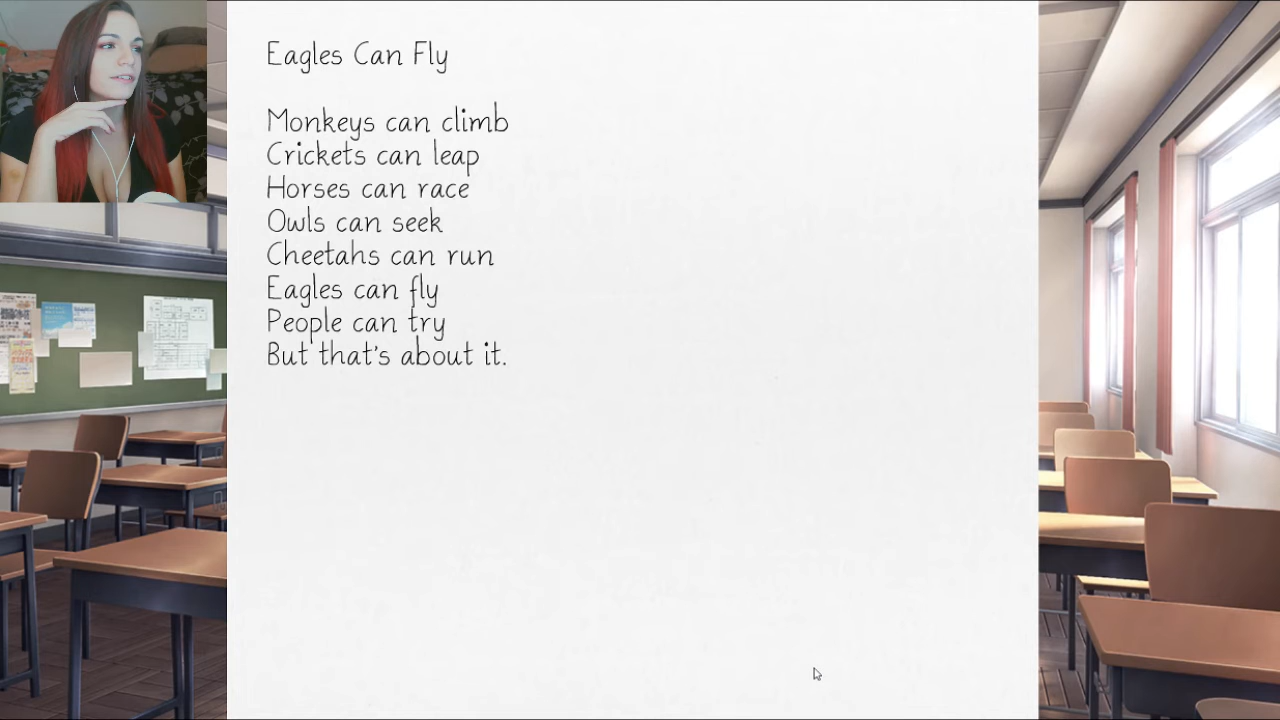 Eagles Can Fly
Monkeys can climb
Crickets can leap
Horses can race
Owls can seek
Cheetahs can run
Eagles can fly
People can try
But that's about it.